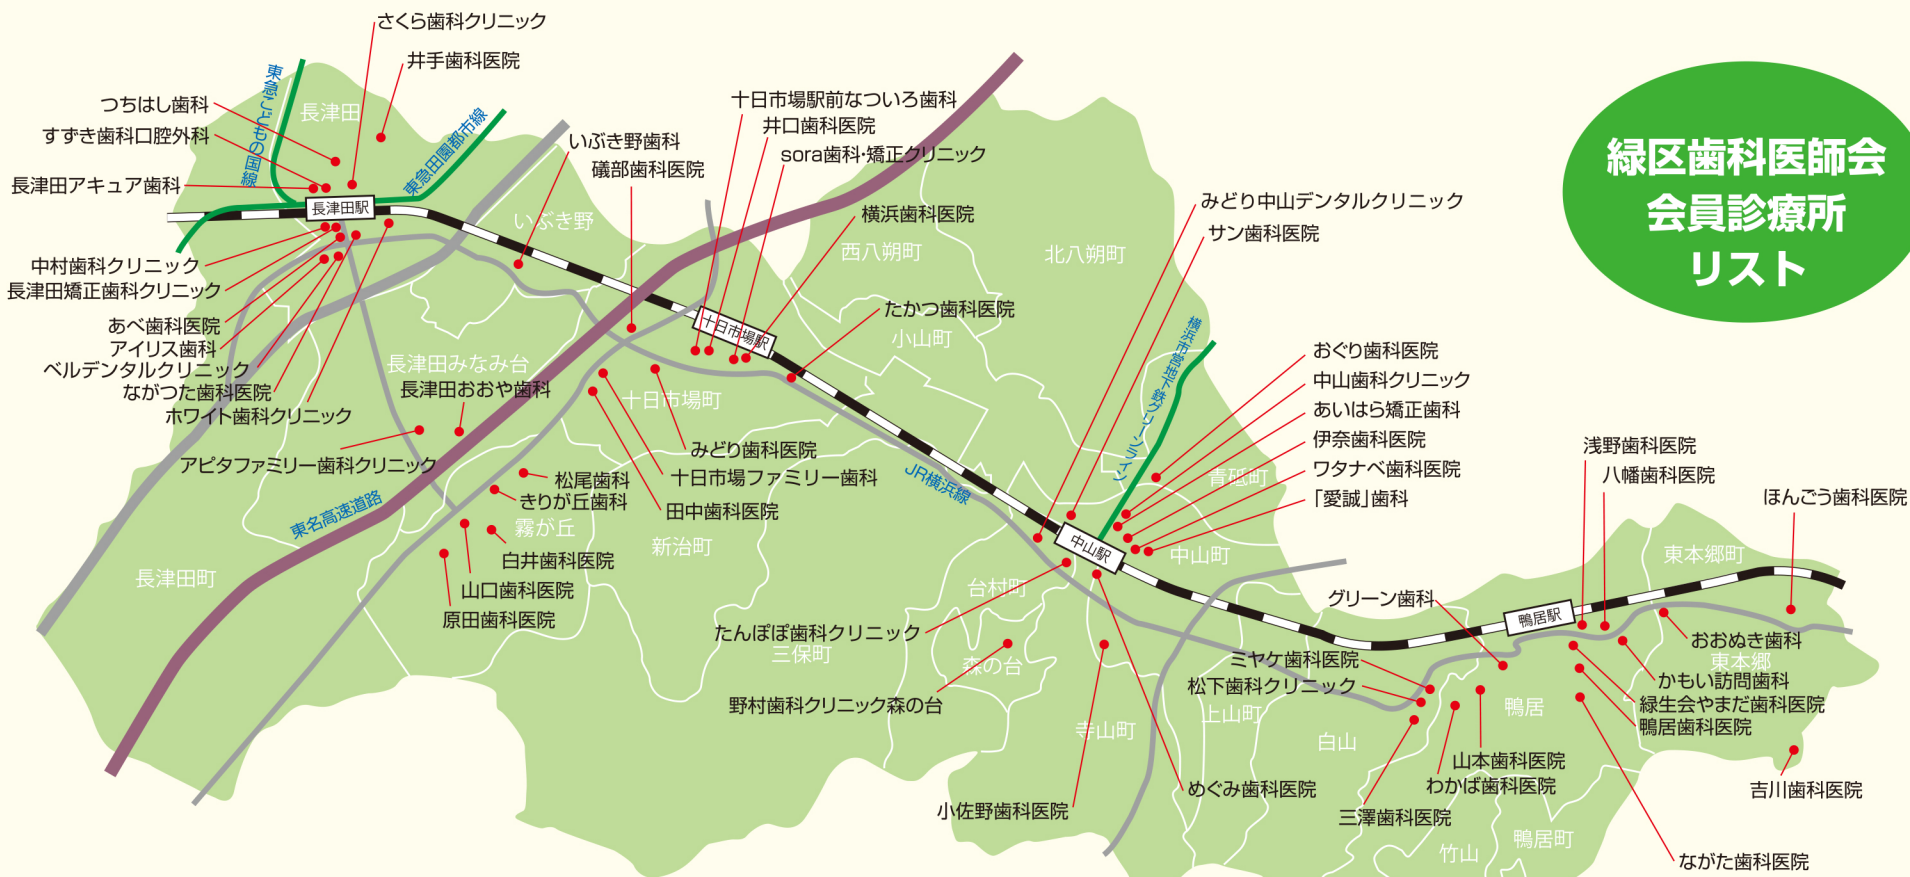 緑区歯科医師会
会員診療所
リスト
さくら歯科クリニック
井手歯科医院
つちはし歯科
すずき歯科口腔外科
長津田アキュア歯科
東急こどもの国線
長津田
東急田園都市線
長津田駅
いぶき野歯科
礒部歯科医院
いぶき野
中村歯科クリニック
長津田矯正歯科クリニック
あべ歯科医院
アイリス歯科
ベルデンタルクリニック
ながつた歯科医院
ホワイト歯科クリニック
長津田みなみ台
長津田おおや歯科
アピタファミリー歯科クリニック
東名高速道路
長津田町
十日市場駅前なついろ歯科
井口歯科医院
sora歯科・矯正クリニック
横浜歯科医院
西八朔町
北八朔町
十日市場駅
たかつ歯科医院
小山町
十日市場町
みどり歯科医院
十日市場ファミリー歯科
田中歯科医院
松尾歯科
きりが丘歯科
霧が丘
白井歯科医院
山口歯科医院
原田歯科医院
新治町
JR横浜線
みどり中山デンタルクリニック
サン歯科医院
横浜市営地下鉄グリーンライン
おぐり歯科医院
中山歯科クリニック
あいはら矯正歯科
伊奈歯科医院
ワタナベ歯科医院
「愛誠」歯科
青砥町
中山駅
中山町
台村町
たんぽぽ歯科クリニック
三保町
森の台
野村歯科クリニック森の台
小佐野歯科医院
寺山町
めぐみ歯科医院
上山町
白山
グリーン歯科
ミヤケ歯科医院
松下歯科クリニック
鴨居駅
浅野歯科医院
八幡歯科医院
ほんごう歯科医院
東本郷町
おおぬき歯科
東本郷
かもい訪問歯科
緑生会やまだ歯科医院
鴨居歯科医院
鴨居
山本歯科医院
わかば歯科医院
三澤歯科医院
吉川歯科医院
竹山
鴨居町
ながた歯科医院